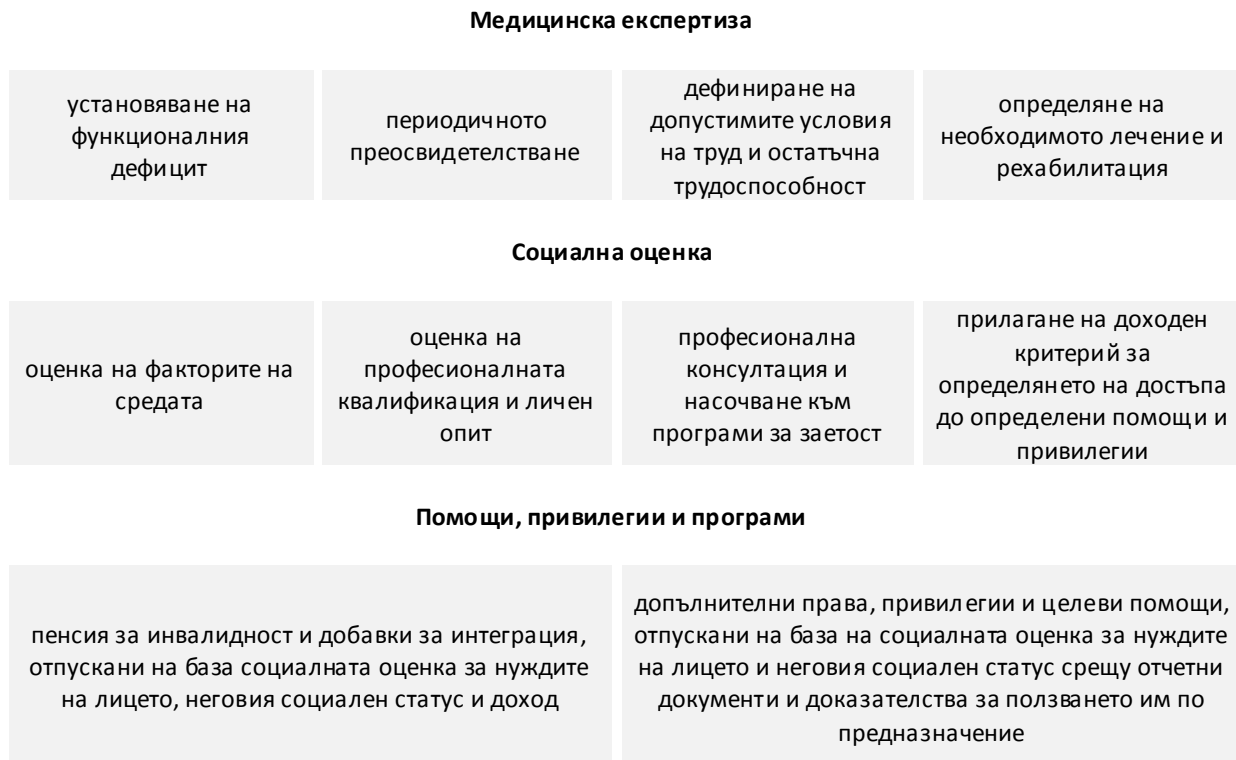 Медицинска експертиза
установяване на
функционалния
дефицит
периодичното
преосвидетелстване
дефиниране на
допустимите условия
на труд и остатъчна
трудоспособност
определяне на
необходимото лечение и
рехабилитация
Социална оценка
оценка на факторите на
средата
оценка на
професионалната
квалификация и личен
опит
професионална
консултация и
насочване към
програми за заетост
прилагане на доходен
критерий за
определянето на достъпа
до определени помощи и
привилегии
Помощи, привилегии и програми
пенсия за инвалидност и добавки за интеграция,
отпускани на база социалната оценка за нуждите
на лицето, неговия социален статус и доход
допълнителни права, привилегии и целеви помощи,
отпускани на база на социалната оценка за нуждите
на лицето и неговия социален статус срещу отчетни
документи и доказателства за ползването им по
предназначение